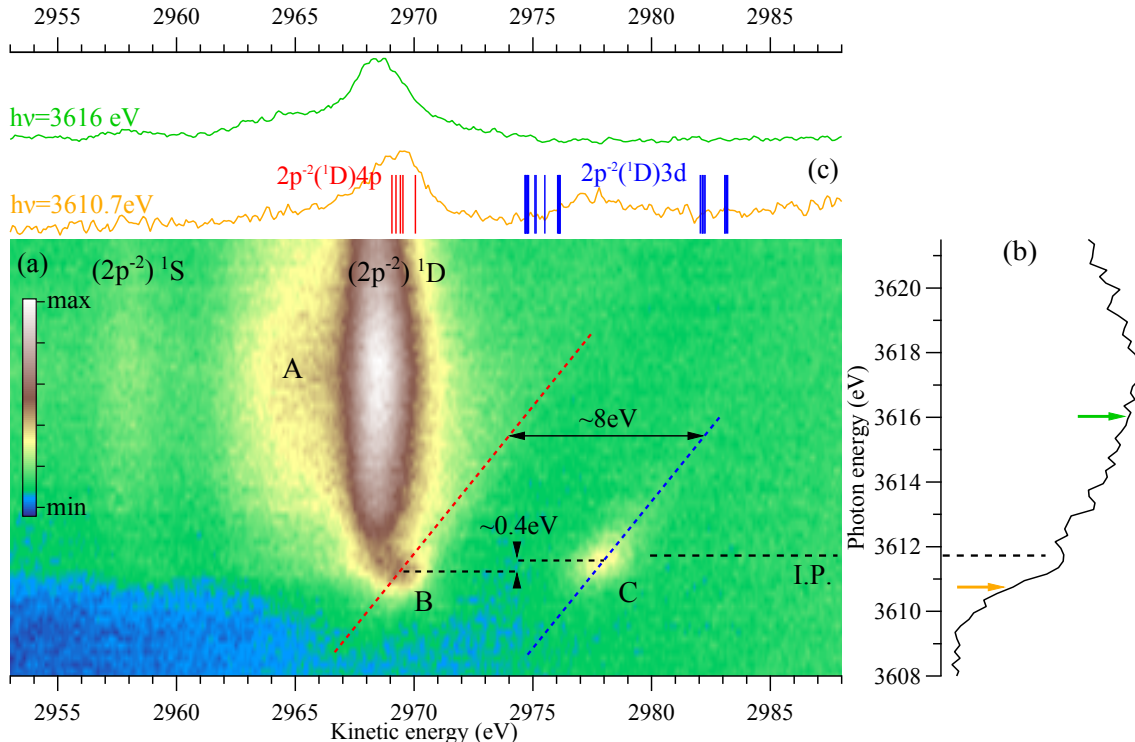 2955 2960 2965 2970 2975 2980 2985
hν=3616 eV
hν=3610.7eV
2p⁻²(¹D)4p
2p⁻²(¹D)3d
(c)
(a)
(2p⁻²) ¹S
(2p⁻²) ¹D
max
min
A
~8eV
~0.4eV
B
C
I.P.
2955 2960 2965 2970 2975 2980 2985
Kinetic energy (eV)
(b)
3620
3618
3616
3614
3612
3610
3608
Photon energy (eV)